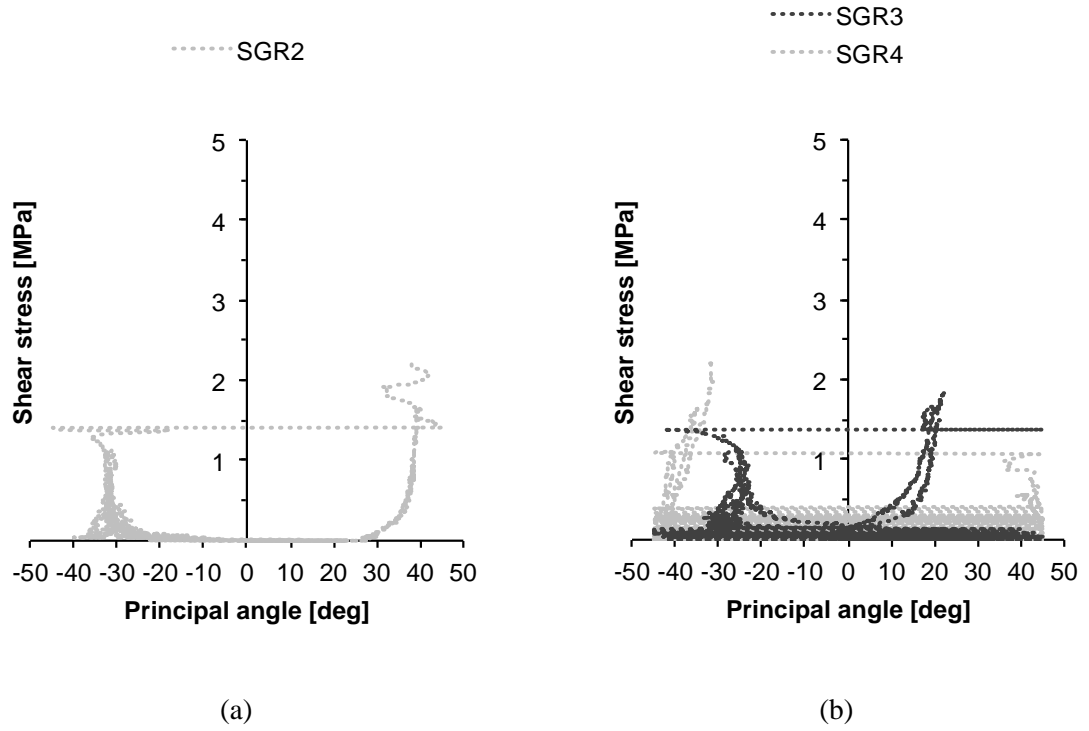 SGR2
SGR3
SGR4
5
4
3
2
1
Shear stress [MPa]
-50 -40 -30 -20 -10 0 10 20 30 40 50
Principal angle [deg]
5
4
3
2
1
Shear stress [MPa]
-50 -40 -30 -20 -10 0 10 20 30 40 50
Principal angle [deg]
(a)
(b)